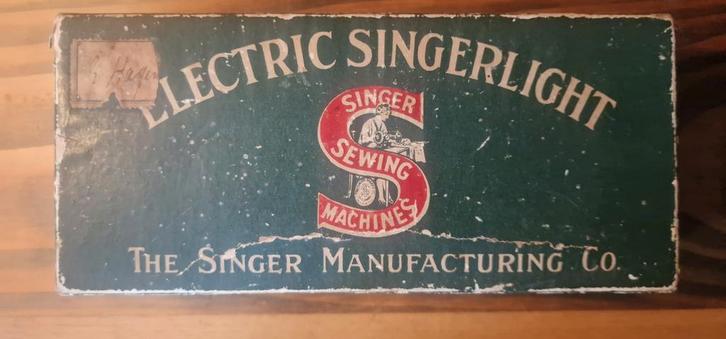 ELECTRIC SINGERLIGHT
SINGER
SEWING
MACHINES
THE SINGER MANUFACTURING CO.